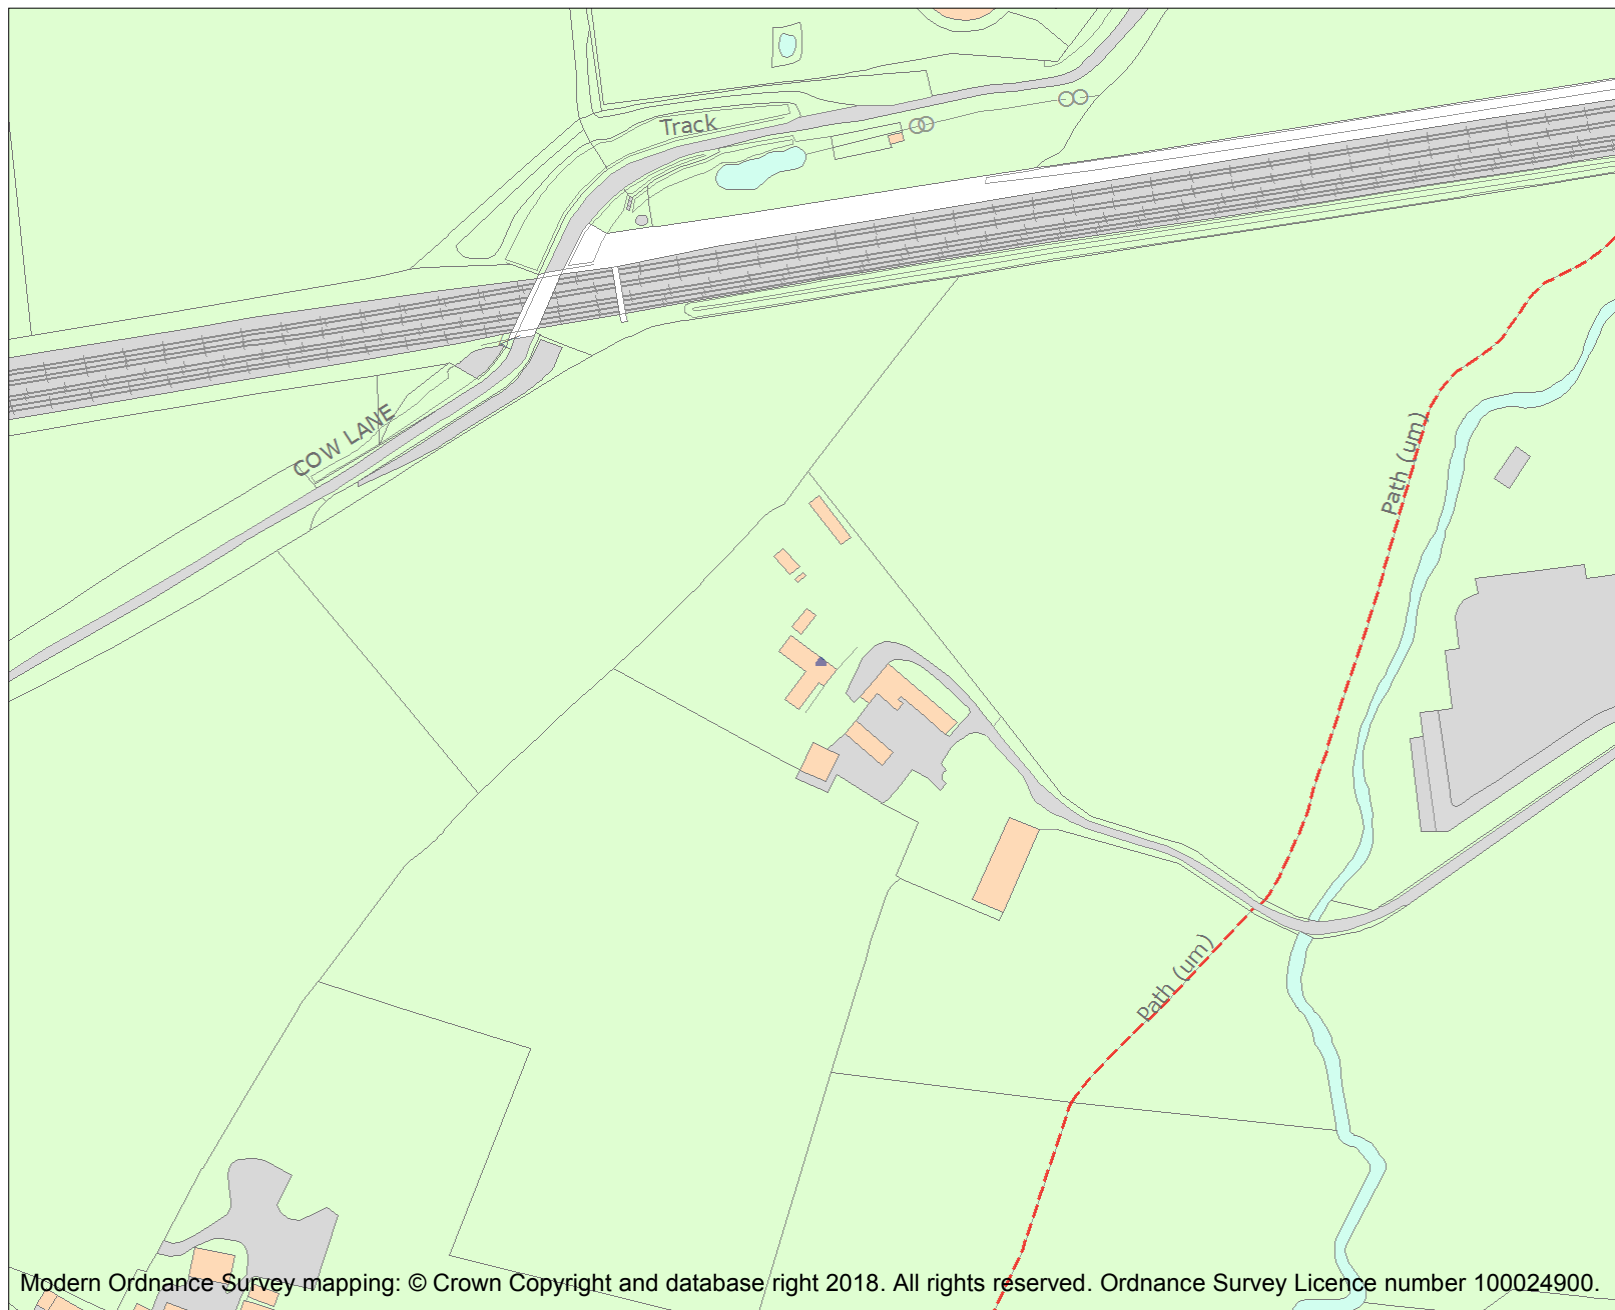 Track
COW LANE
Path (um)
Path (um)
Modern Ordnance Survey mapping: © Crown Copyright and database right 2018. All rights reserved. Ordnance Survey Licence number 100024900.